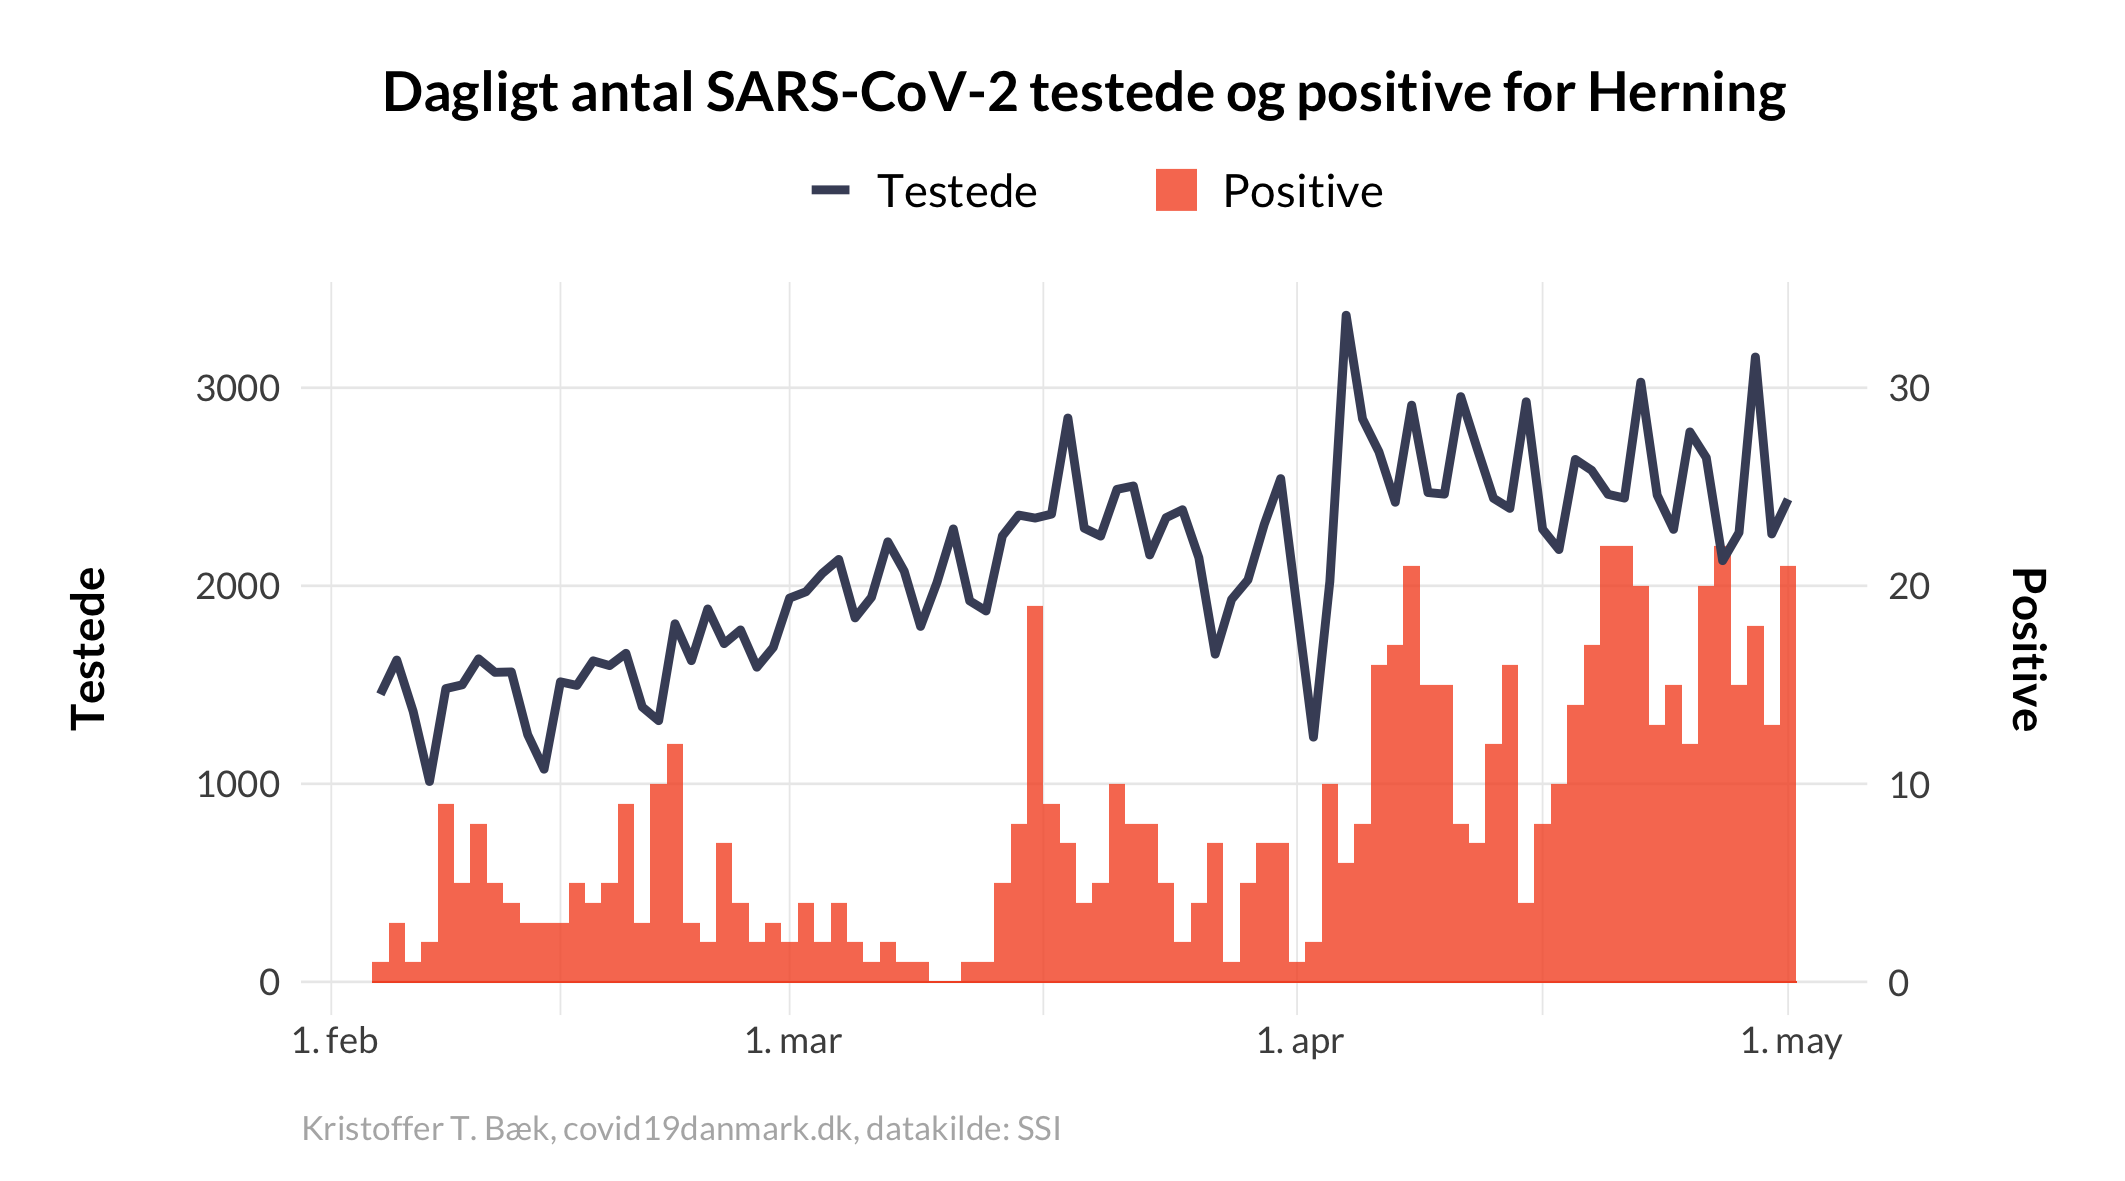 Dagligt antal SARS-CoV-2 testede og positive for Herning
Testede
Positive
3000
2000
1000
0
Testede
30
20
10
0
Positive
1. feb
1. mar
1. apr
1. may
Kristoffer T. Bæk, covid19danmark.dk, datakilde: SSI